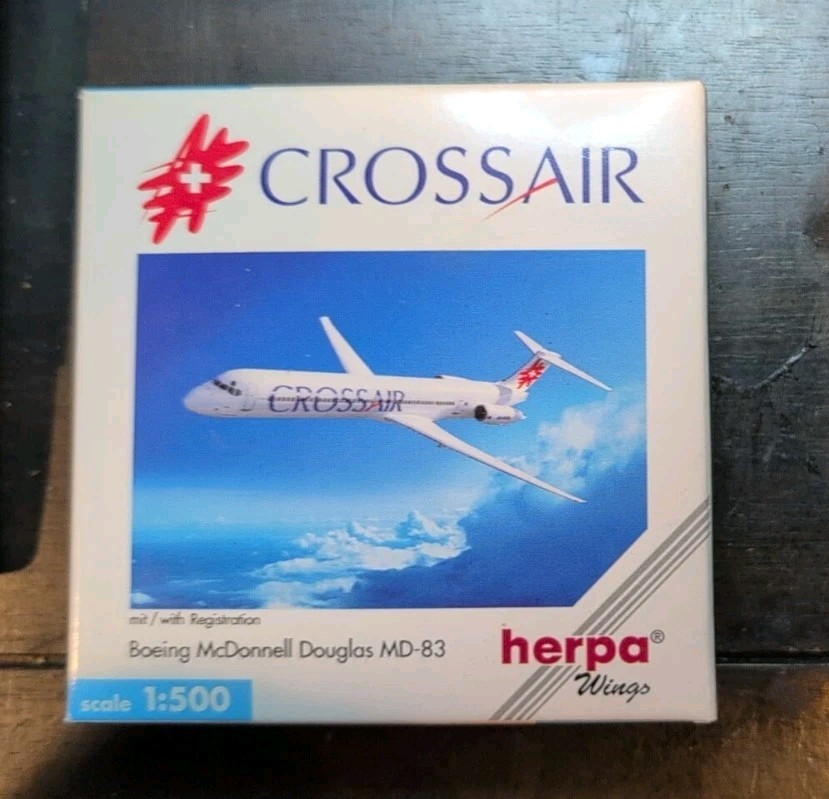 CROSSAIR
CROSSAIR
mit / with Registration
Boeing McDonnell Douglas MD-83
herpa®
Wings
scale 1:500